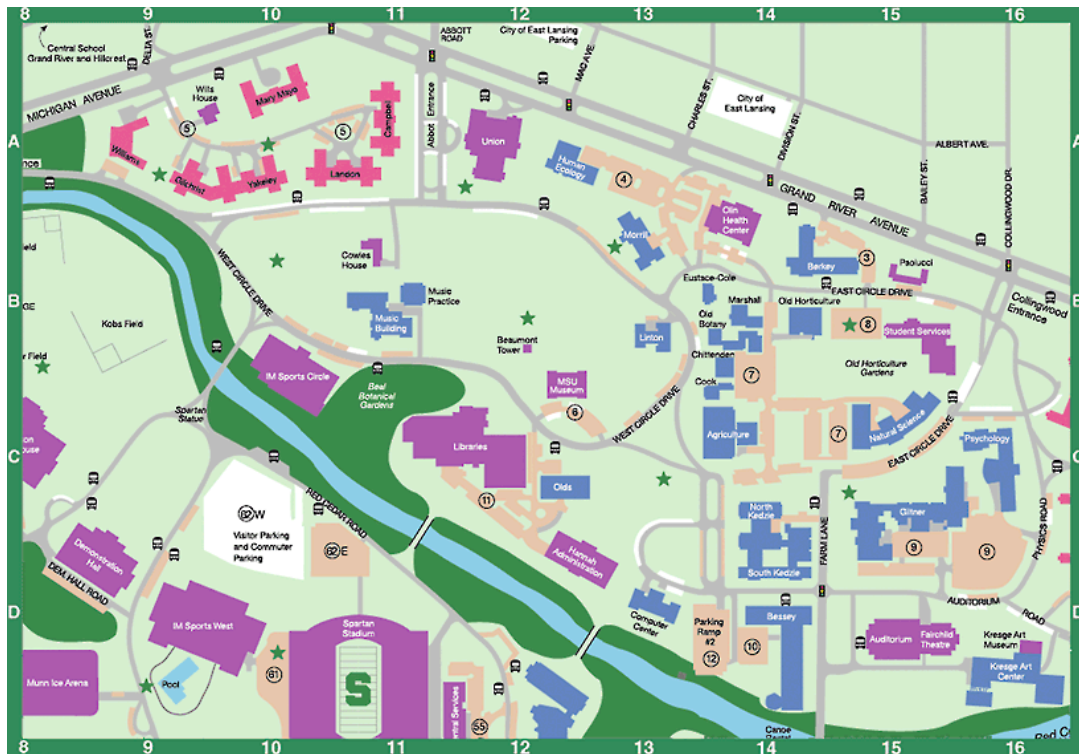 8 9 10 11 12 13 14 15 16
Central School
Grand River and Hillcrest
DELTA ST.
ABBOTT
ROAD
City of East Lansing
Parking
MAC AVE.
CHARLES ST.
City of
East Lansing
DIVISION ST.
BAILEY ST.
ALBERT AVE.
COLLINGWOOD DR.
MICHIGAN AVENUE
GRAND RIVER AVENUE
Abbot Entrance
A
A
Wills
House
Mary Mayo
Campbell
Williams
Gilchrist
Yakeley
Landon
5
5
Union
Human
Ecology
4
Olin
Health
Center
Morrill
Berkey
3
Paolucci
EAST CIRCLE DRIVE
Collingwood
Entrance
B
B
Kobs Field
WEST CIRCLE DRIVE
Cowles
House
Music
Practice
Music
Building
Beaumont
Tower
Linton
Eustace-Cole
Marshall
Old
Botany
Old Horticulture
8
Student Services
Chittenden
Cook
7
Old Horticulture
Gardens
IM Sports Circle
Beal
Botanical
Gardens
MSU
Museum
6
WEST CIRCLE DRIVE
Spartan
Statue
Libraries
Agriculture
7
Natural Science
EAST CIRCLE DRIVE
Psychology
C
C
Olds
11
RED CEDAR ROAD
62W
Visitor Parking
and Commuter
Parking
62E
North
Kedzie
South Kedzie
FARM LANE
Giltner
9
9
PHYSICS ROAD
Demonstration
Hall
DEM. HALL ROAD
Hannah
Administration
Computer
Center
AUDITORIUM ROAD
D
D
IM Sports West
Spartan
Stadium
S
Parking
Ramp
#2
12
10
Bessey
Auditorium
Fairchild
Theatre
Kresge Art
Museum
Kresge Art
Center
Munn Ice Arena
Pool
61
55
Canoe
8 9 10 11 12 13 14 15 16